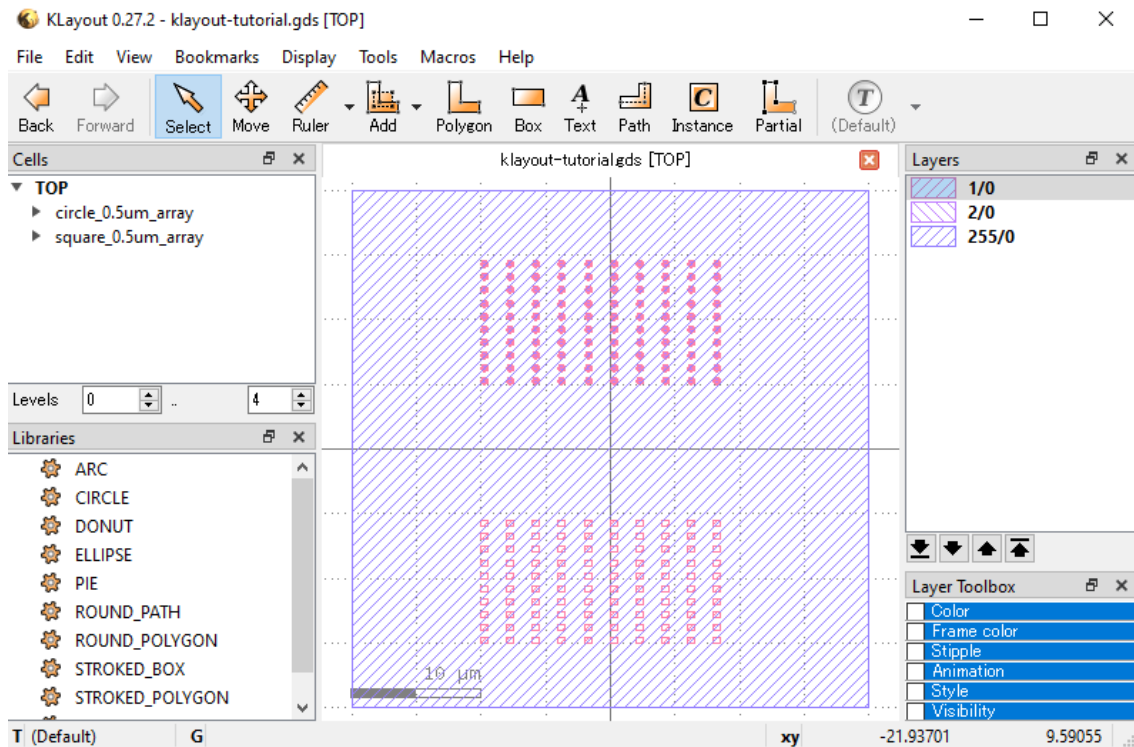 KLayout 0.27.2 - klayout-tutorial.gds [TOP]
File Edit View Bookmarks Display Tools Macros Help
Back Forward Select Move Ruler Add Polygon Box Text Path Instance Partial (Default)
Cells
TOP
circle_0.5um_array
square_0.5um_array
Levels 0 .. 4
Libraries
ARC
CIRCLE
DONUT
ELLIPSE
PIE
ROUND_PATH
ROUND_POLYGON
STROKED_BOX
STROKED_POLYGON
klayout-tutorial.gds [TOP]
10 μm
Layers
1/0
2/0
255/0
Layer Toolbox
Color
Frame color
Stipple
Animation
Style
Visibility
T (Default) G xy -21.93701 9.59055